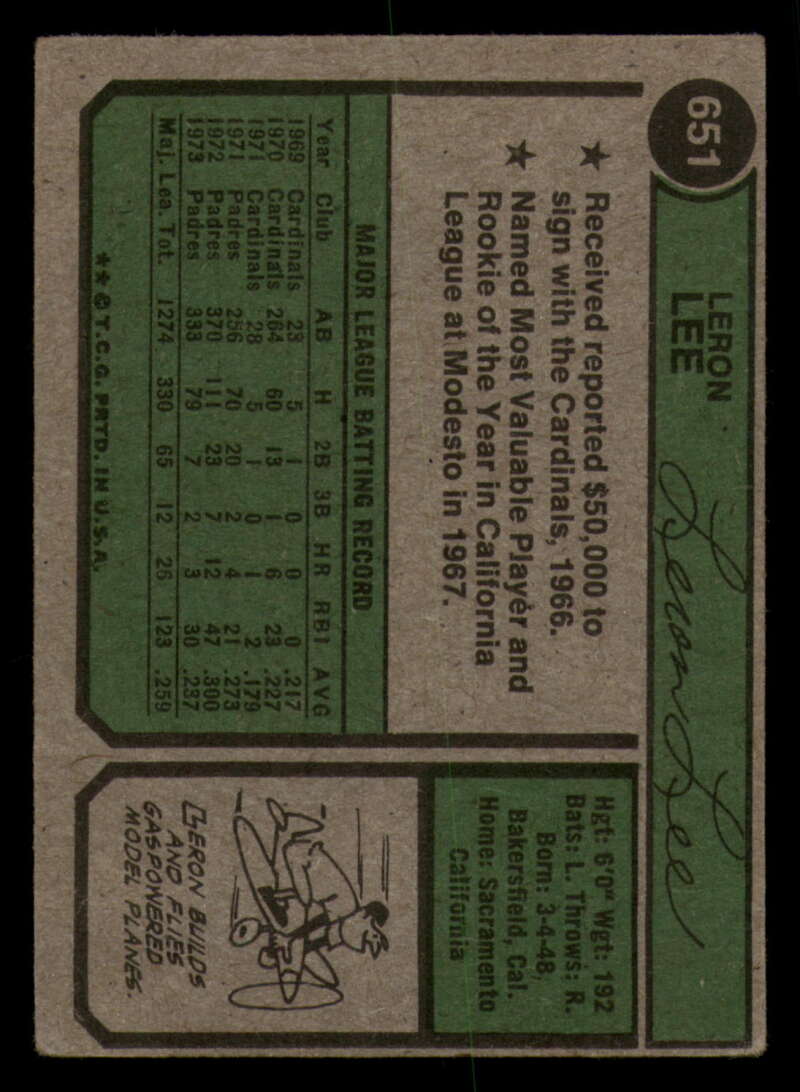 651
LERON
LEE
Leron Lee
★ Received reported $50,000 to
sign with the Cardinals, 1966.
★ Named Most Valuable Player and
Rookie of the Year in California
League at Modesto in 1967.
MAJOR LEAGUE BATTING RECORD
Year Club AB H 2B 3B HR RBI AVG
1969 Cardinals 23 5 1 0 0 0 .217
1970 Cardinals 264 60 13 1 6 23 .227
1971 Cardinals 28 5 1 0 1 2 .179
1971 Padres 256 70 20 2 4 21 .273
1972 Padres 370 111 23 7 12 47 .300
1973 Padres 333 79 7 2 3 30 .237
Maj. Lea. Tot. 1274 330 65 12 26 123 .259
**© T.C.G. PRTD. IN U.S.A.
Hgt: 6'0" Wgt: 192
Bats: L. Throws: R.
Born: 3-4-48,
Bakersfield, Cal.
Home: Sacramento
California
LERON BUILDS
AND FLIES
GASPOWERED
MODEL PLANES.